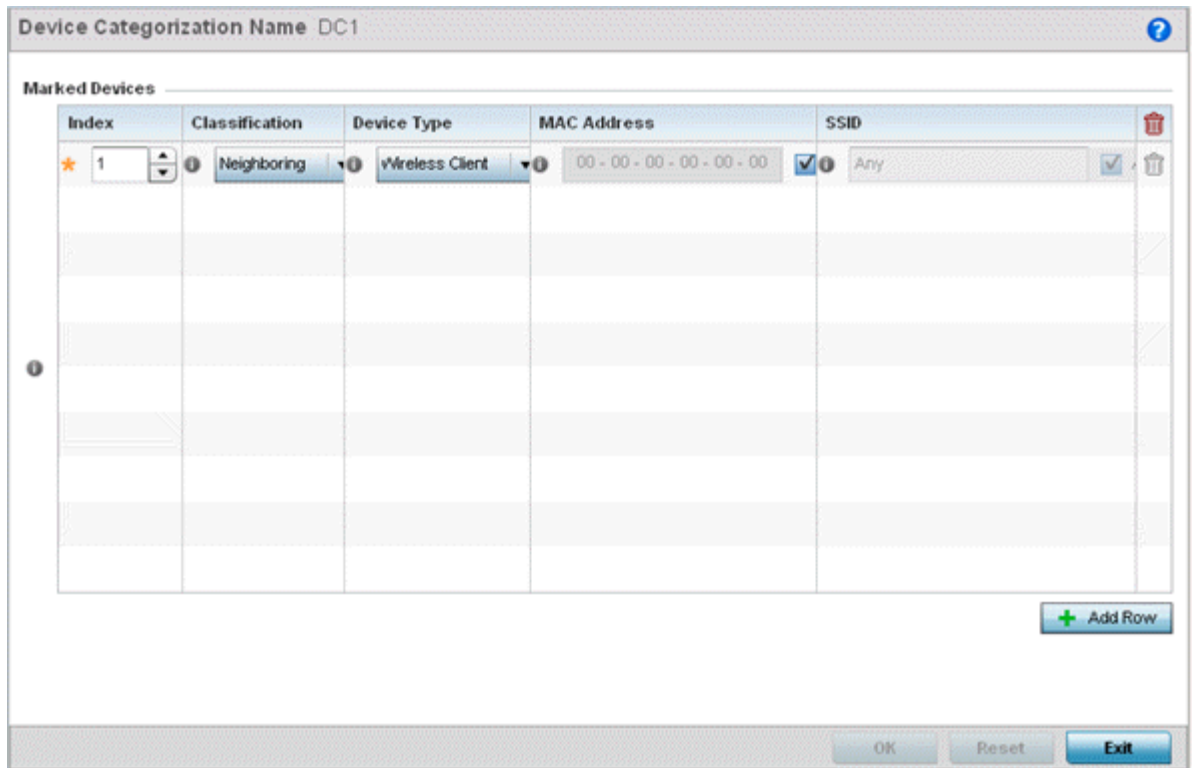 Device Categorization Name DC1
Marked Devices
Index Classification Device Type MAC Address SSID
1 Neighboring Wireless Client 00 - 00 - 00 - 00 - 00 - 00 Any
Add Row
OK Reset Exit